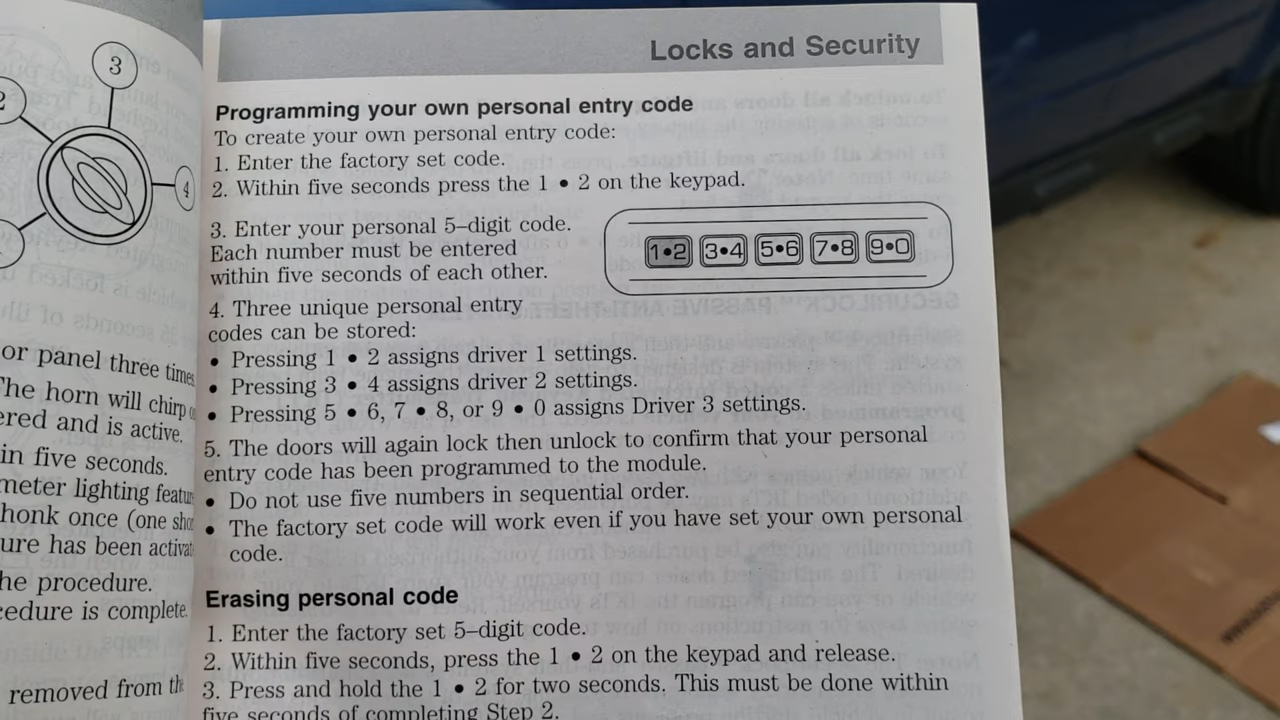 3
2
4
or panel three times
The horn will chirp
ered and is active.
in five seconds.
meter lighting
honk once (one
ure has been
he procedure.
cedure is complete.
removed from
Locks and Security
Programming your own personal entry code
To create your own personal entry code:
1. Enter the factory set code.
2. Within five seconds press the 1 • 2 on the keypad.
3. Enter your personal 5–digit code.
Each number must be entered
within five seconds of each other.
1•2 3•4 5•6 7•8 9•0
4. Three unique personal entry
codes can be stored:
• Pressing 1 • 2 assigns driver 1 settings.
• Pressing 3 • 4 assigns driver 2 settings.
• Pressing 5 • 6, 7 • 8, or 9 • 0 assigns Driver 3 settings.
5. The doors will again lock then unlock to confirm that your personal
entry code has been programmed to the module.
• Do not use five numbers in sequential order.
• The factory set code will work even if you have set your own personal
code.
Erasing personal code
1. Enter the factory set 5–digit code.
2. Within five seconds, press the 1 • 2 on the keypad and release.
3. Press and hold the 1 • 2 for two seconds. This must be done within
five seconds of completing Step 2.